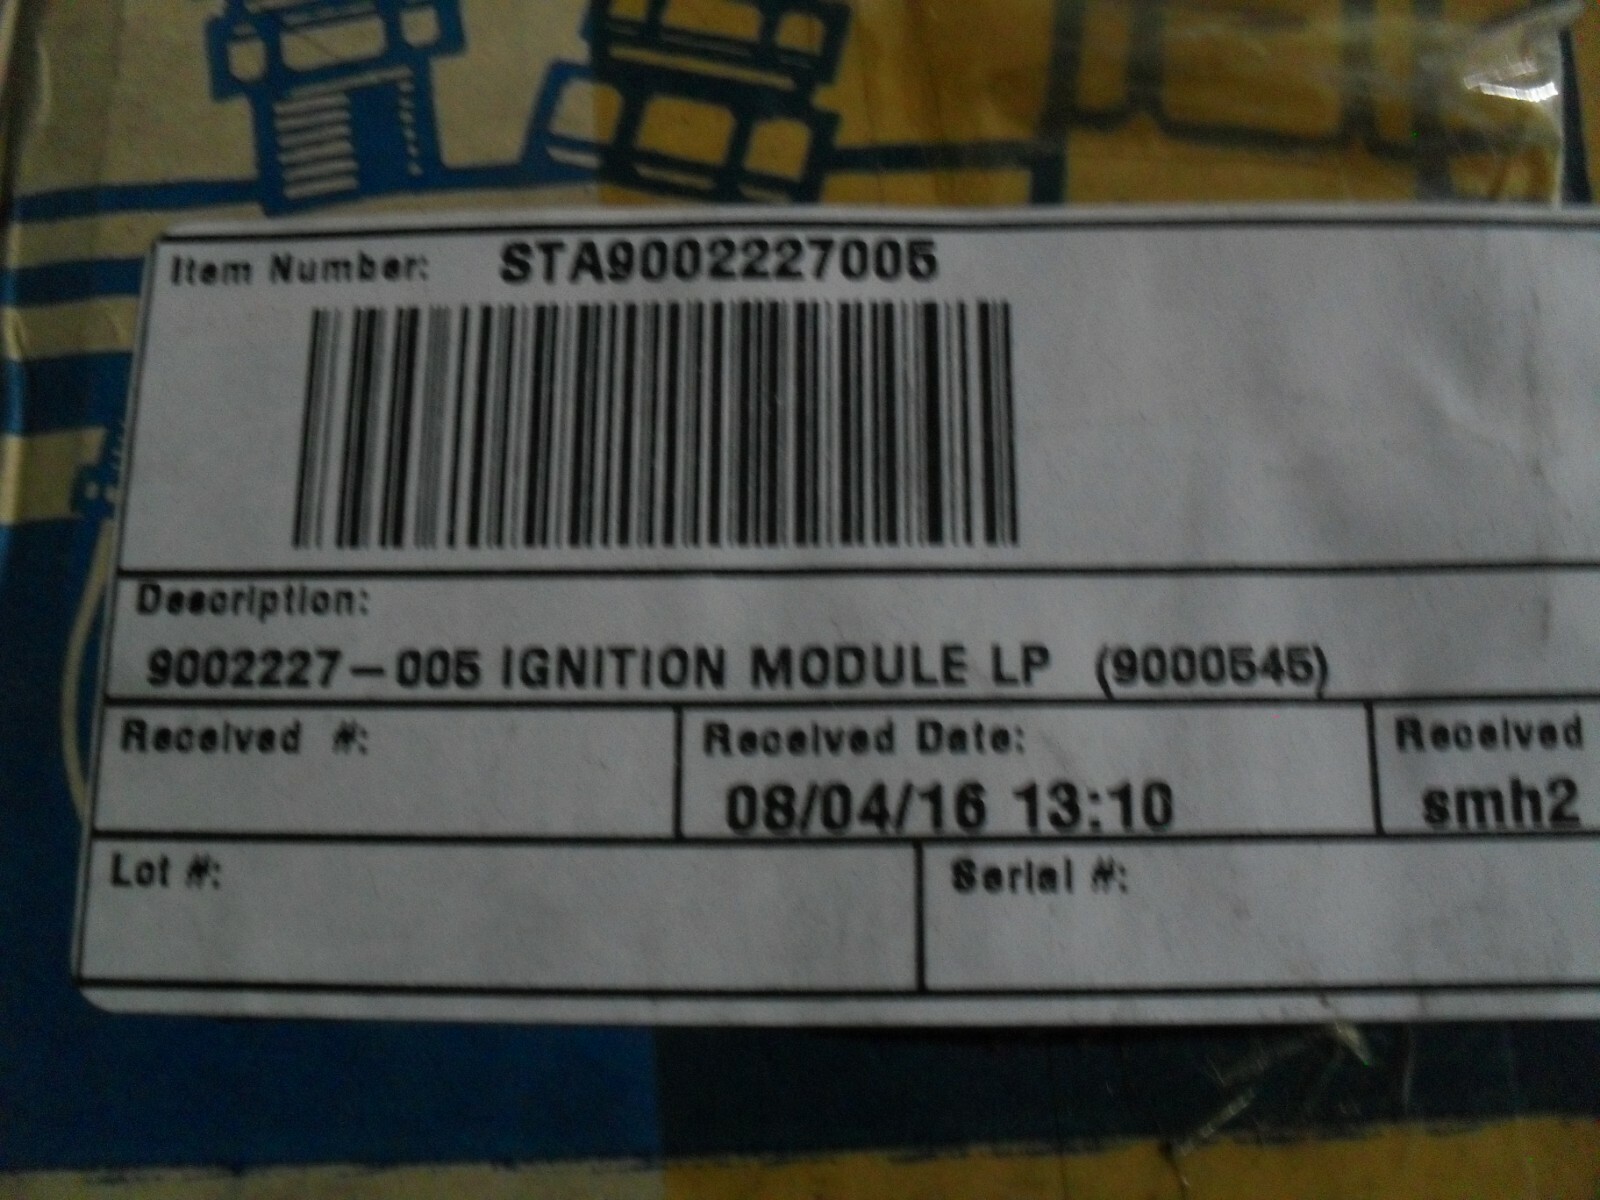 Item Number: STA9002227005
Description:
9002227-005 IGNITION MODULE LP (9000545)
Received #:
Received Date:
Received
08/04/16 13:10
smh2
Lot #:
Serial #: